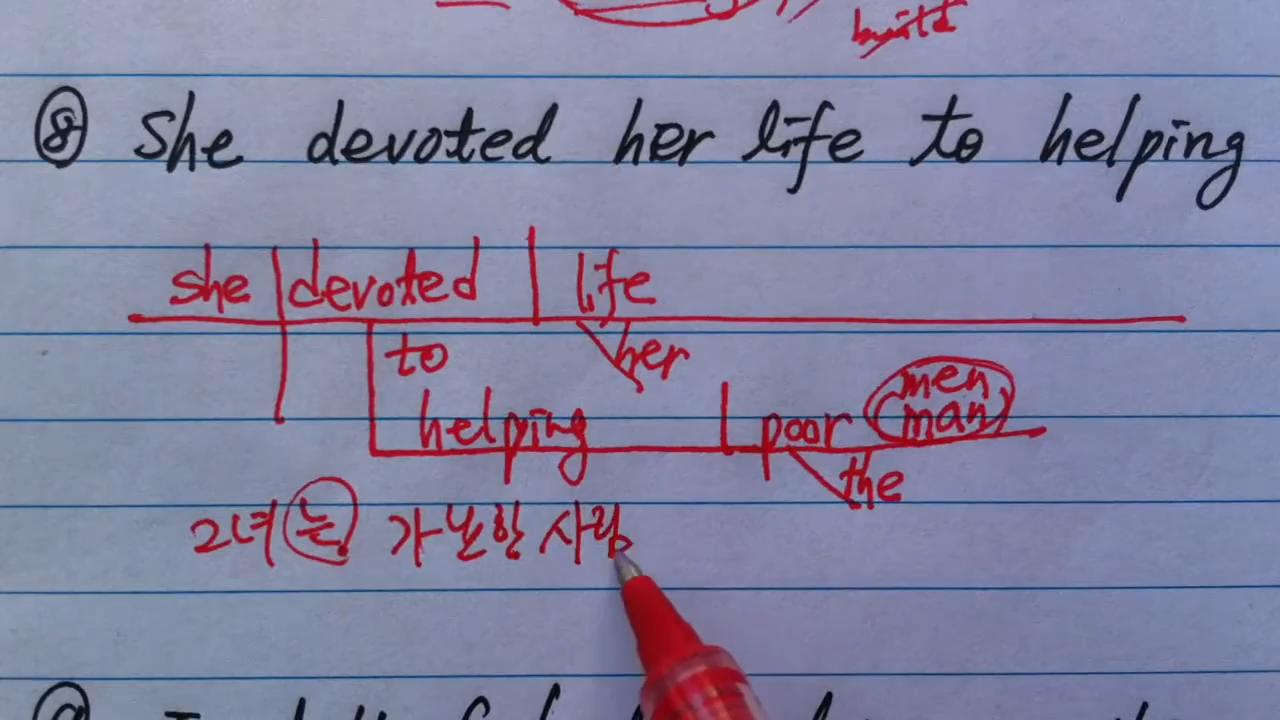 build
⑧ She devoted her life to helping
she devoted life
to her
men
helping poor man
the
그녀는 가난한 사람